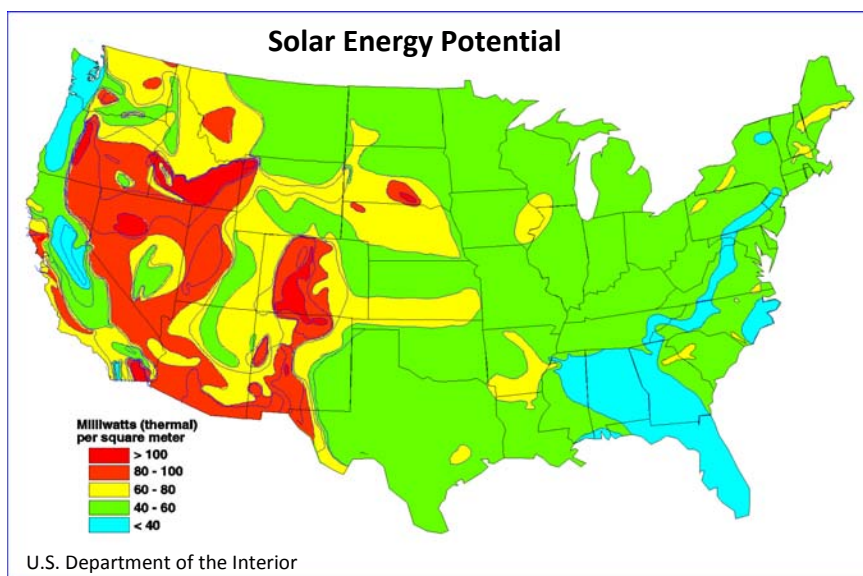 Solar Energy Potential
Milliwatts (thermal)
per square meter
> 100
80 - 100
60 - 80
40 - 60
< 40
U.S. Department of the Interior